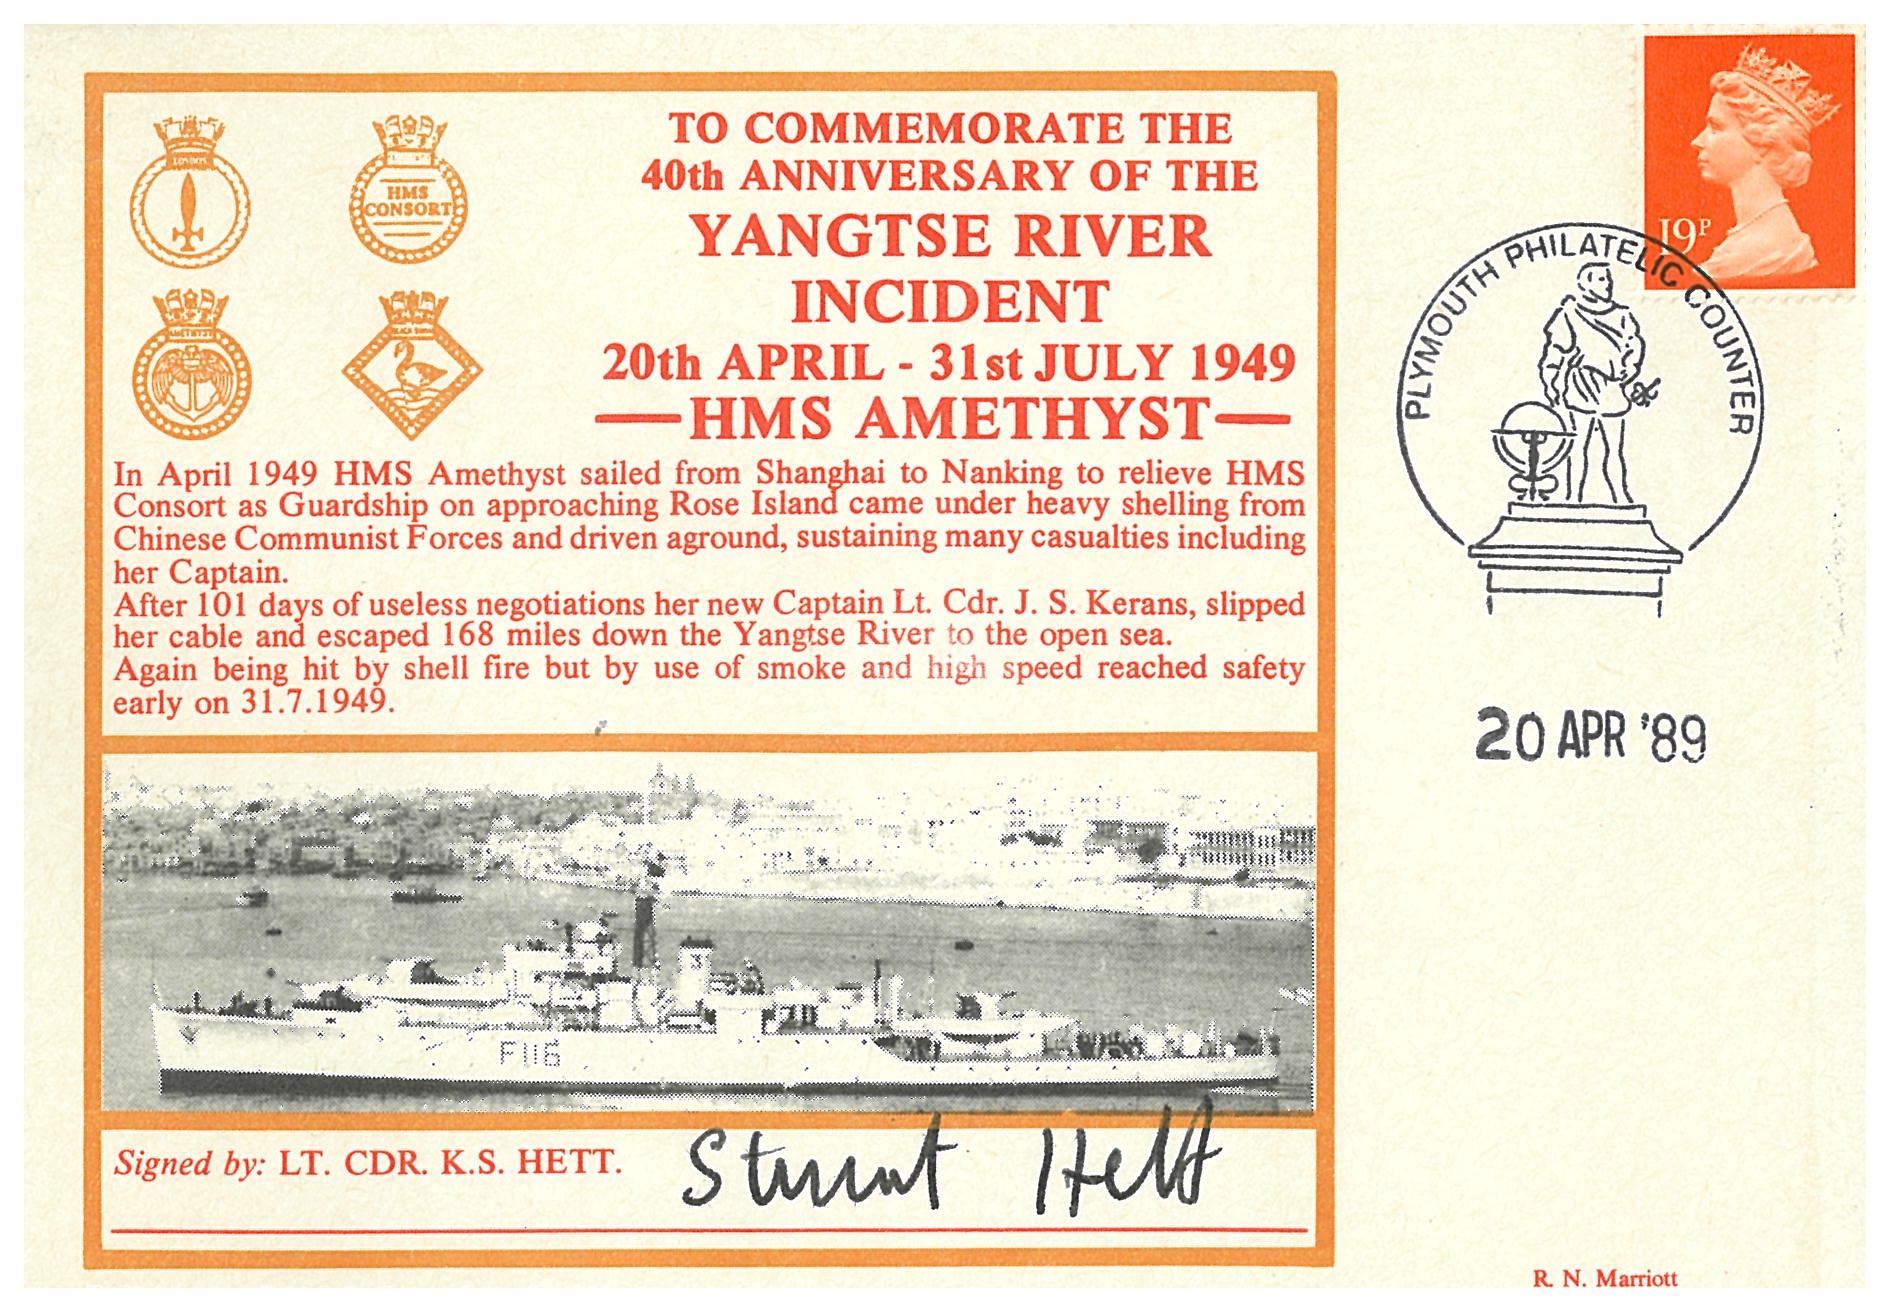 LONDON
HMS
CONSORT
AMETHYST
BLACK SWAN
TO COMMEMORATE THE
40th ANNIVERSARY OF THE
YANGTSE RIVER
INCIDENT
20th APRIL - 31st JULY 1949
HMS AMETHYST
In April 1949 HMS Amethyst sailed from Shanghai to Nanking to relieve HMS
Consort as Guardship on approaching Rose Island came under heavy shelling from
Chinese Communist Forces and driven aground, sustaining many casualties including
her Captain.
After 101 days of useless negotiations her new Captain Lt. Cdr. J. S. Kerans, slipped
her cable and escaped 168 miles down the Yangtse River to the open sea.
Again being hit by shell fire but by use of smoke and high speed reached safety
early on 31.7.1949.
3
F116
Signed by: LT. CDR. K.S. HETT.
Stuart Hett
19P
PLYMOUTH PHILATELIC COUNTER
20 APR '89
R. N. Marriott